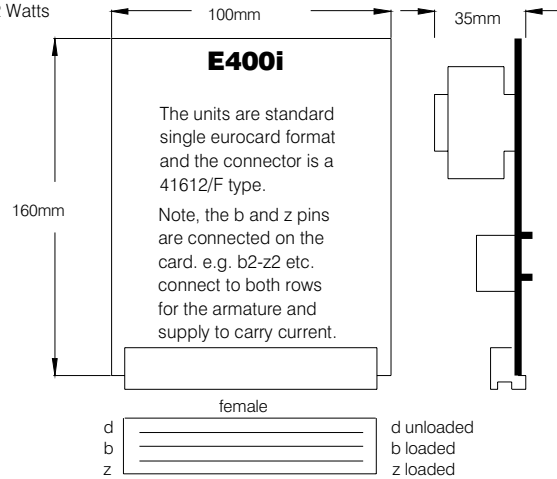 Watts
100mm
35mm
E400i
The units are standard
single eurocard format
and the connector is a
41612/F type.
160mm
Note, the b and z pins
are connected on the
card. e.g. b2-z2 etc.
connect to both rows
for the armature and
supply to carry current.
female
d d unloaded
b b loaded
z z loaded